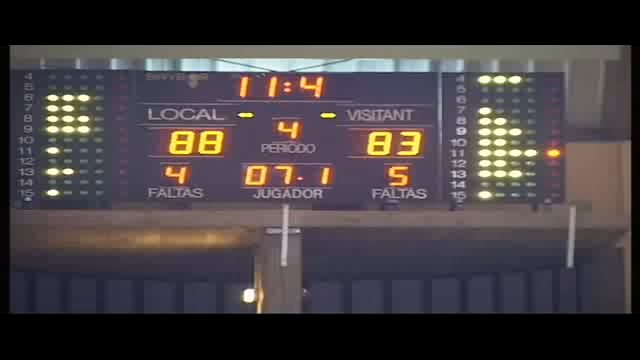 11:4
LOCAL VISITANT
88 4 83
PERIODO
4 07.1 5
FALTAS JUGADOR FALTAS
4 4
5 5
6 6
7 7
8 8
9 9
10 10
11 11
12 12
13 13
14 14
15 15